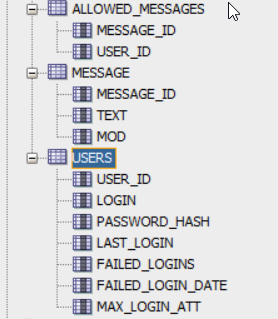 ALLOWED_MESSAGES
MESSAGE_ID
USER_ID
MESSAGE
MESSAGE_ID
TEXT
MOD
USERS
USER_ID
LOGIN
PASSWORD_HASH
LAST_LOGIN
FAILED_LOGINS
FAILED_LOGIN_DATE
MAX_LOGIN_ATT